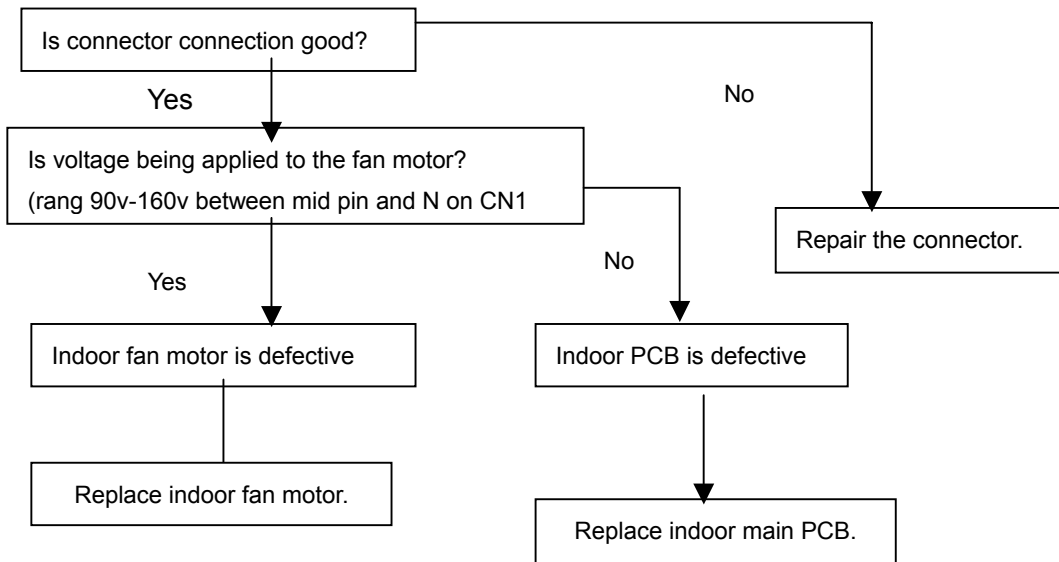 Is connector connection good?
Yes
No
Is voltage being applied to the fan motor?
(rang 90v-160v between mid pin and N on CN1
Repair the connector.
No
Yes
Indoor fan motor is defective
Indoor PCB is defective
Replace indoor fan motor.
Replace indoor main PCB.